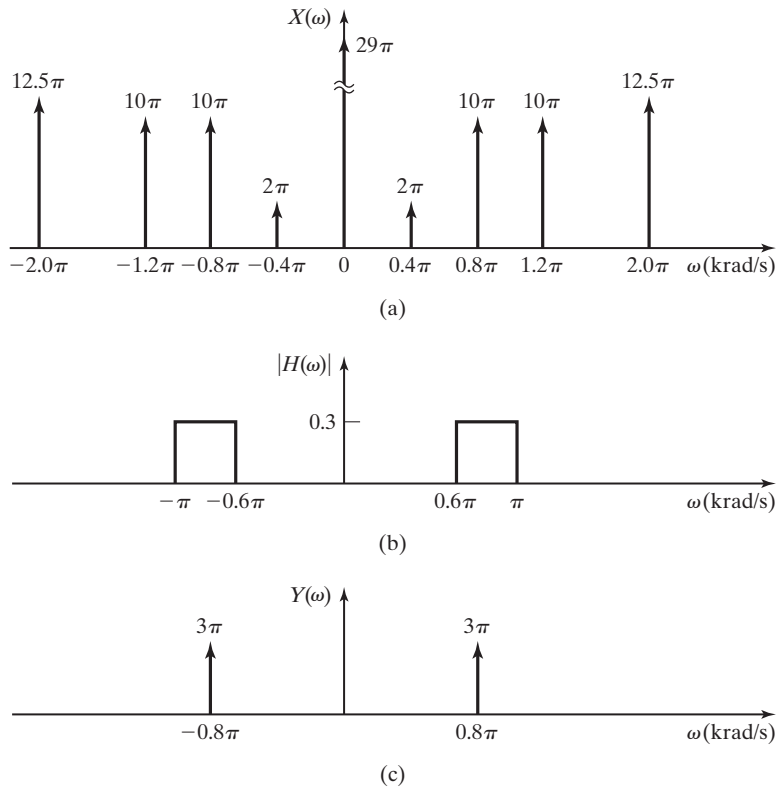 X(ω)
29π
12.5π 10π 10π 2π 2π 10π 10π 12.5π
−2.0π −1.2π −0.8π −0.4π 0 0.4π 0.8π 1.2π 2.0π ω(krad/s)
(a)
|H(ω)|
0.3
−π −0.6π 0.6π π ω(krad/s)
(b)
Y(ω)
3π 3π
−0.8π 0.8π ω(krad/s)
(c)